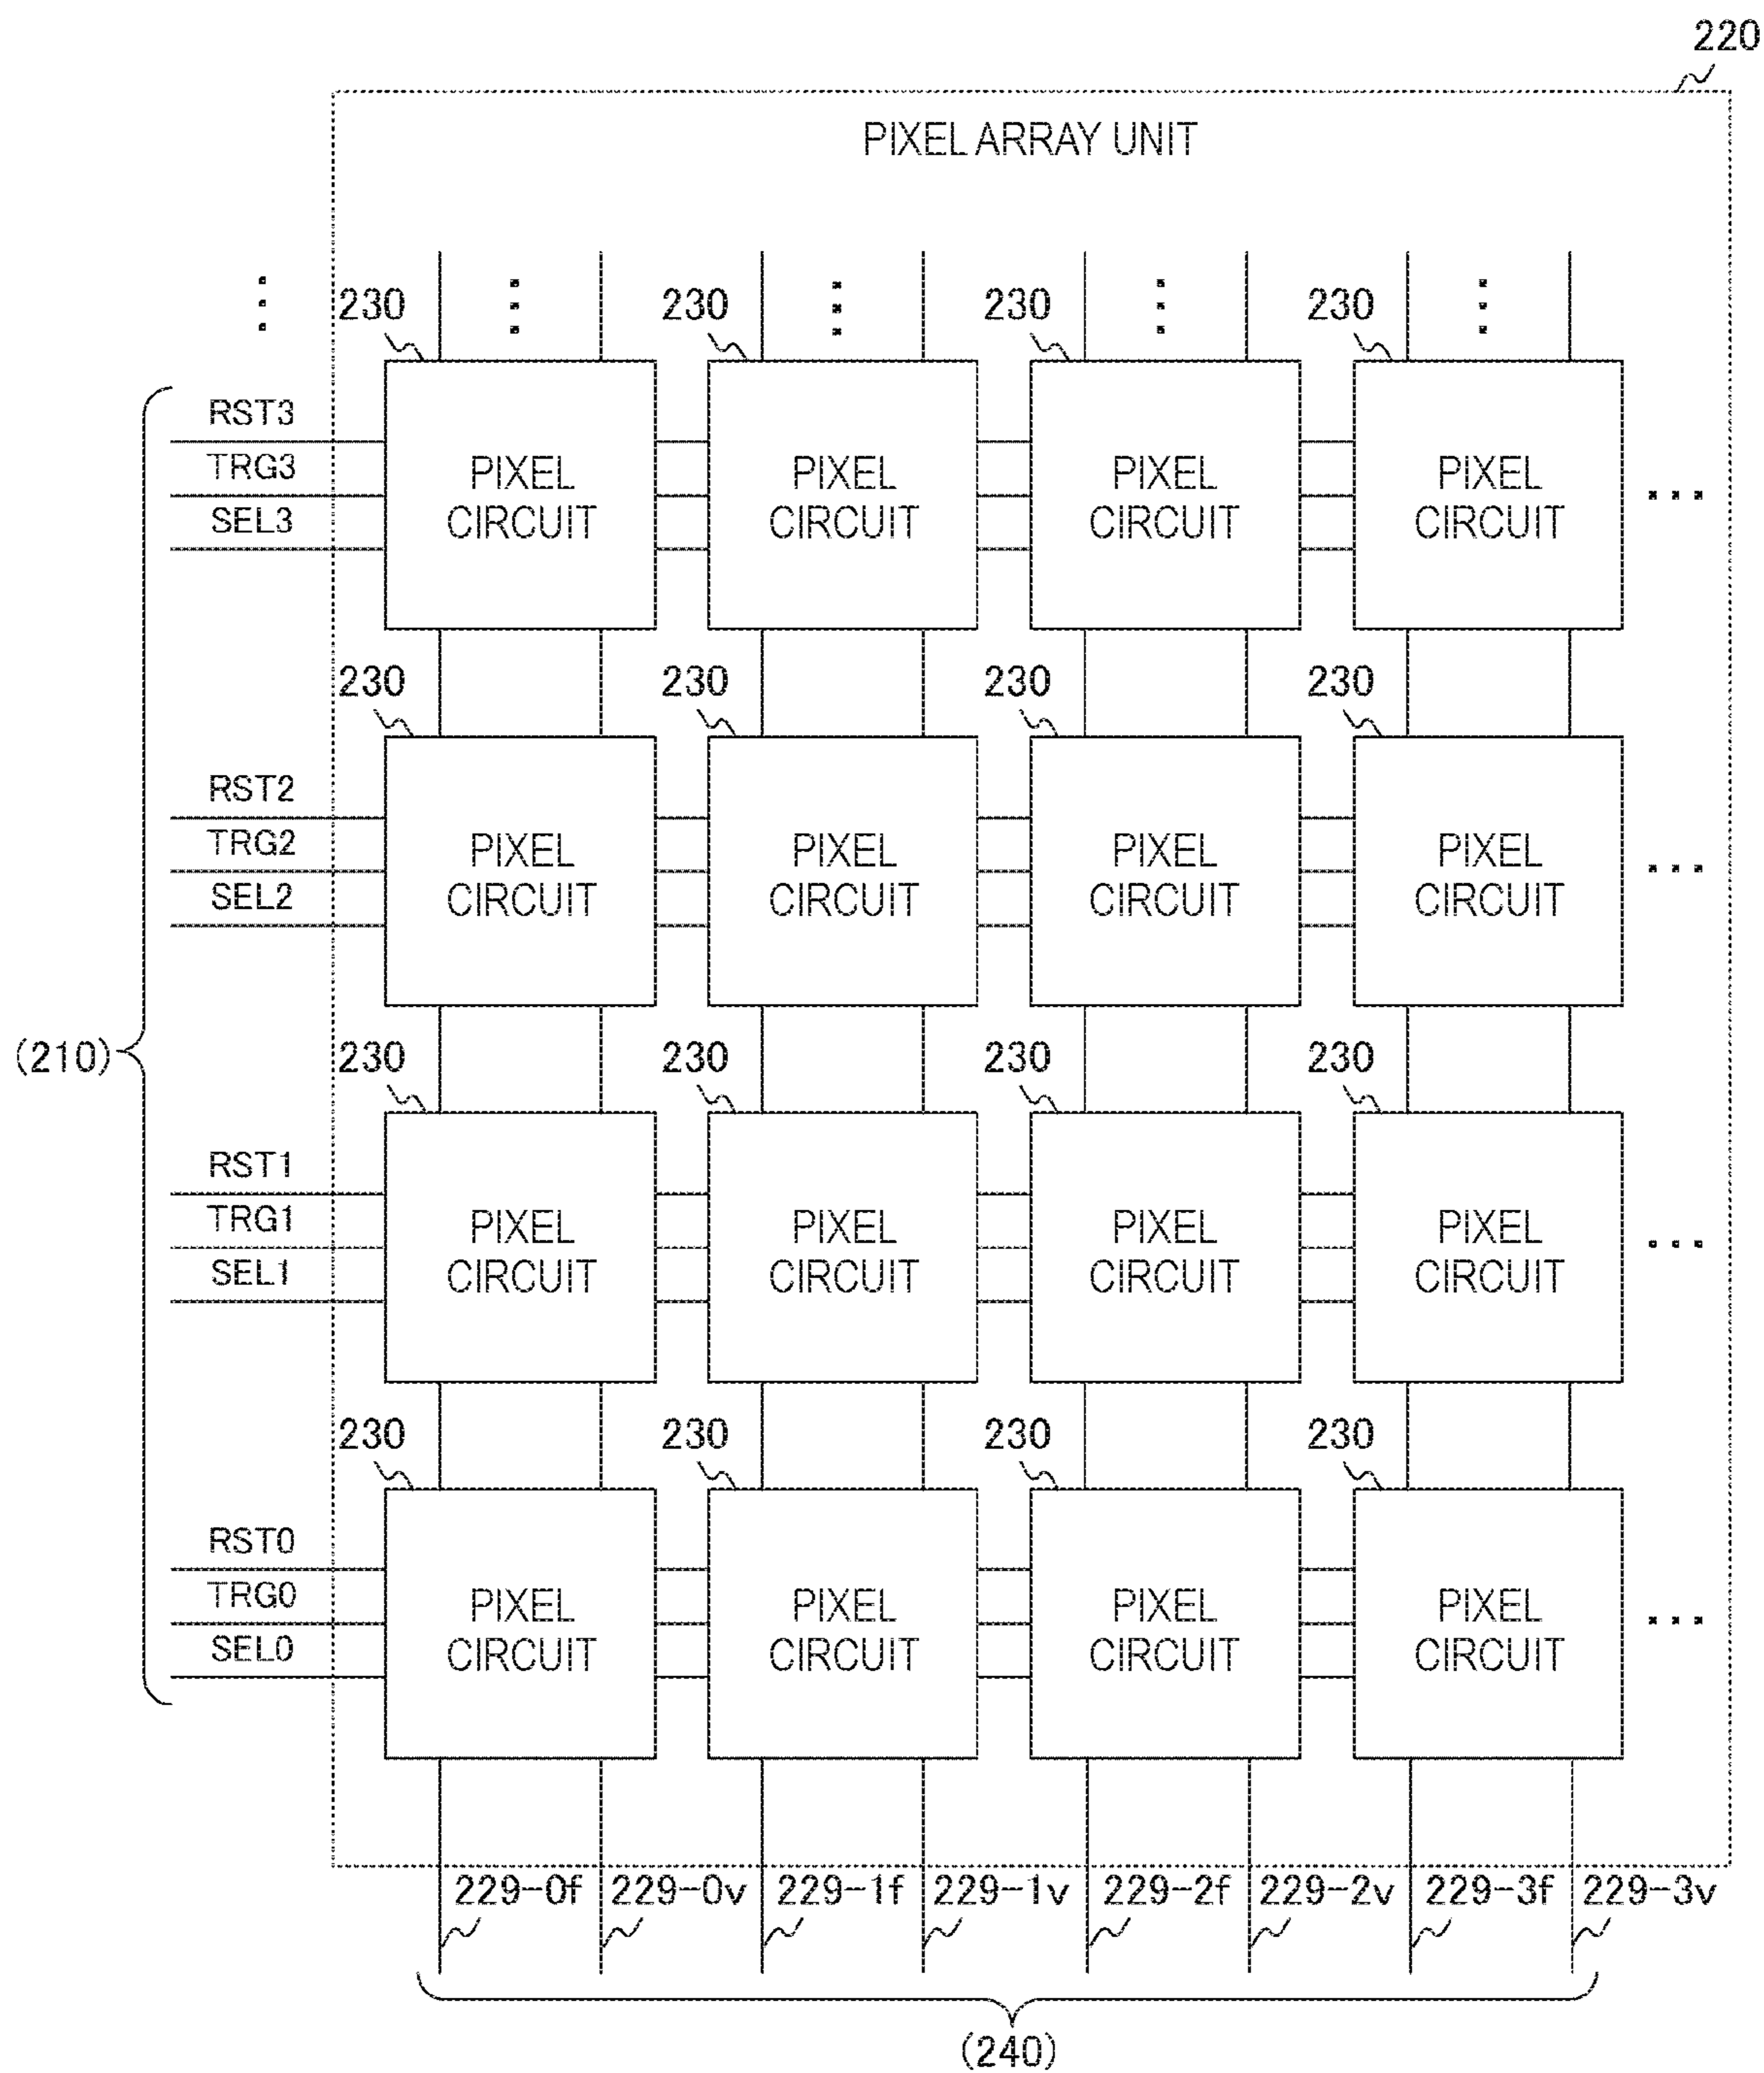 220
PIXEL ARRAY UNIT
230 230 230 230
RST3
TRG3
SEL3
PIXEL CIRCUIT
PIXEL CIRCUIT
PIXEL CIRCUIT
PIXEL CIRCUIT
230 230 230 230
RST2
TRG2
SEL2
PIXEL CIRCUIT
PIXEL CIRCUIT
PIXEL CIRCUIT
PIXEL CIRCUIT
(210)
230 230 230 230
RST1
TRG1
SEL1
PIXEL CIRCUIT
PIXEL CIRCUIT
PIXEL CIRCUIT
PIXEL CIRCUIT
230 230 230 230
RST0
TRG0
SEL0
PIXEL CIRCUIT
PIXEL CIRCUIT
PIXEL CIRCUIT
PIXEL CIRCUIT
229-0f 229-0v 229-1f 229-1v 229-2f 229-2v 229-3f 229-3v
(240)